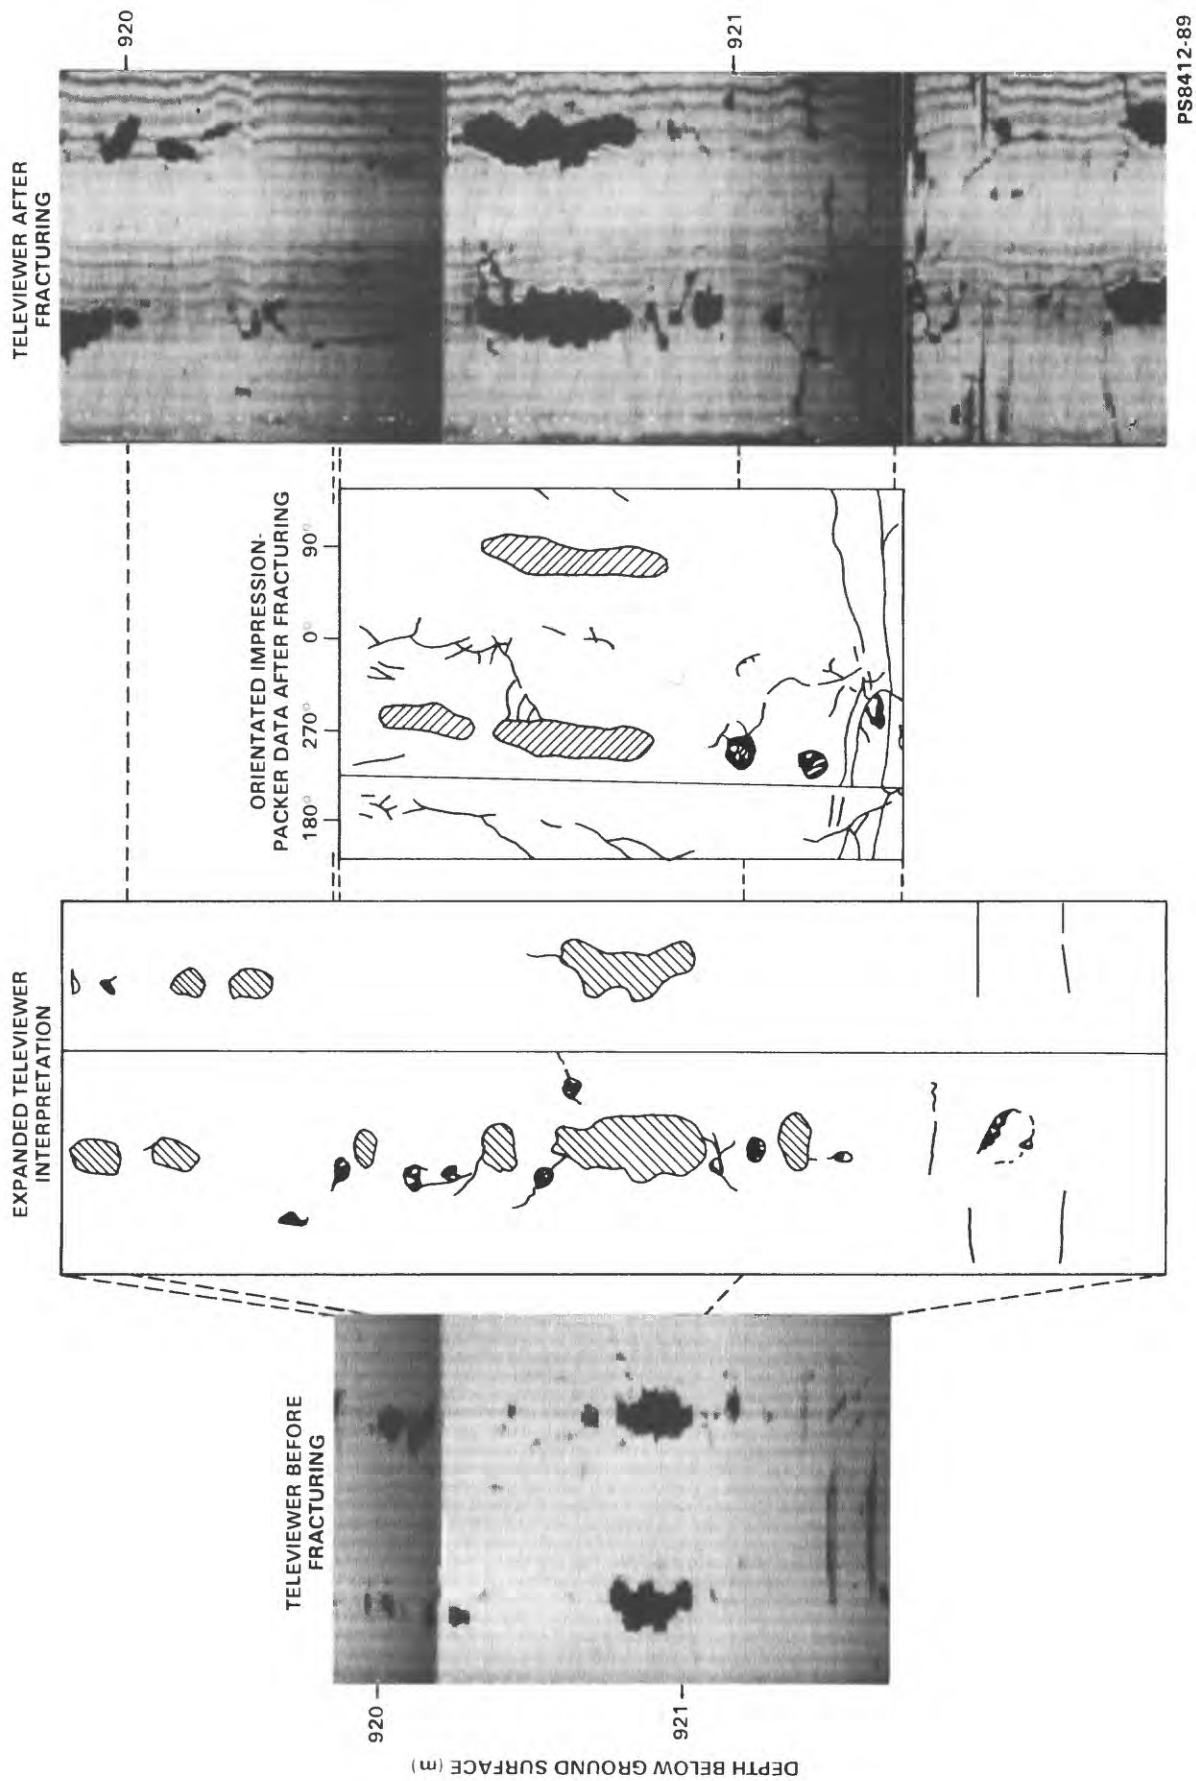 DEPTH BELOW GROUND SURFACE (m)
920
921
TELEVIEWER BEFORE
FRACTURING
EXPANDED TELEVIEWER
INTERPRETATION
ORIENTATED IMPRESSION-
PACKER DATA AFTER FRACTURING
180°
270°
0°
90°
TELEVIEWER AFTER
FRACTURING
920
921
PS8412-89